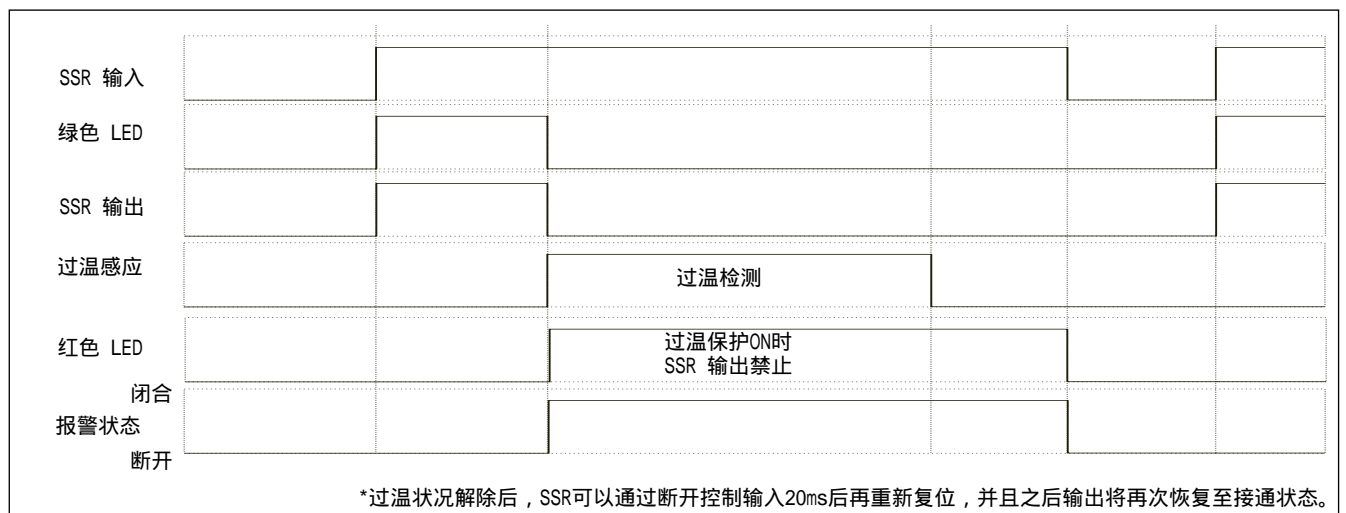 SSR 输入
绿色 LED
SSR 输出
过温感应
过温检测
红色 LED
过温保护ON时
SSR 输出禁止
闭合
报警状态
断开
*过温状况解除后，SSR可以通过断开控制输入20ms后再重新复位，并且之后输出将再次恢复至接通状态。